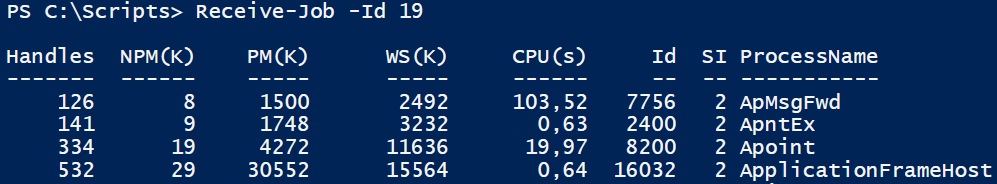 PS C:\Scripts> Receive-Job -Id 19
Handles NPM(K) PM(K) WS(K) CPU(s) Id SI ProcessName
------- ------ ----- ----- ------ -- -- -----------
126 8 1500 2492 103,52 7756 2 ApMsgFwd
141 9 1748 3232 0,63 2400 2 ApntEx
334 19 4272 11636 19,97 8200 2 Apoint
532 29 30552 15564 0,64 16032 2 ApplicationFrameHost